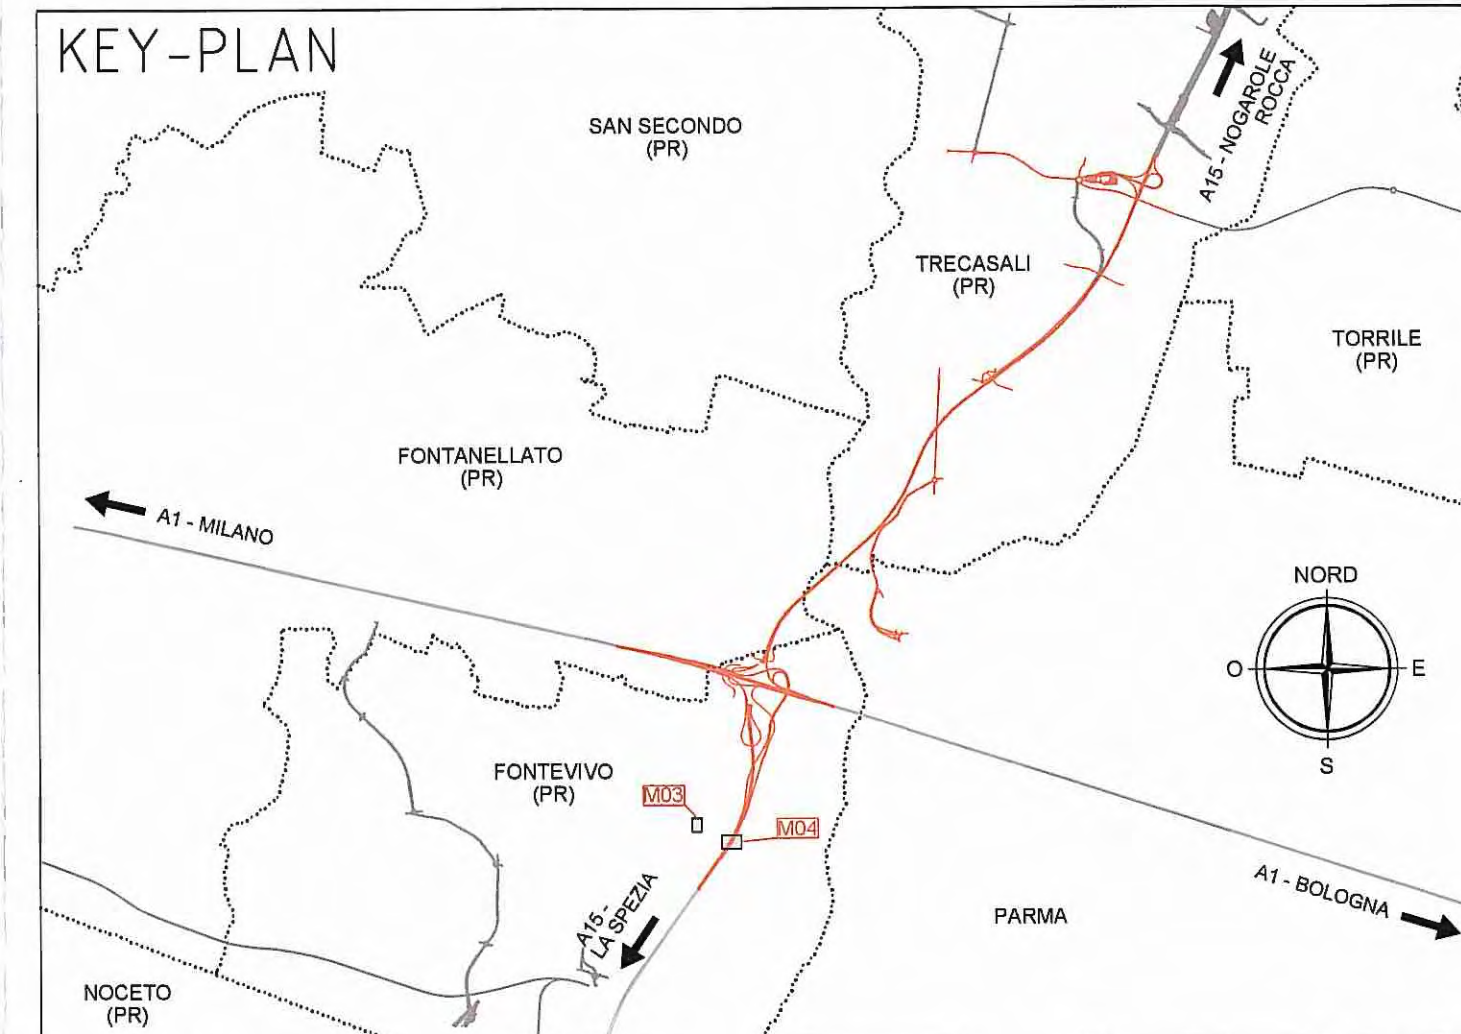 KEY-PLAN
SAN SECONDO
(PR)
A15 - NOGAROLE
ROCCA
TRECASALI
(PR)
TORRILE
(PR)
FONTANELLATO
(PR)
A1 - MILANO
NORD
O
E
S
FONTEVIVO
(PR)
M03
M04
A15 -
LA SPEZIA
A1 - BOLOGNA
PARMA
NOCETO
(PR)